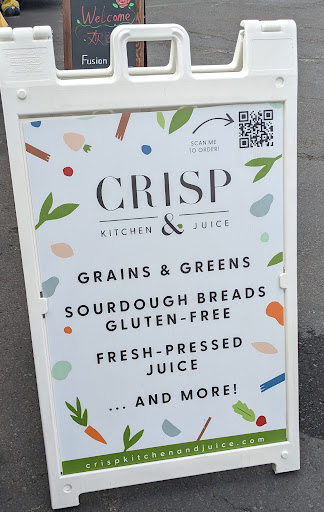 Welcome
Fusion
SCAN ME
TO ORDER!
CRISP
KITCHEN & JUICE
GRAINS & GREENS
SOURDOUGH BREADS
GLUTEN-FREE
FRESH-PRESSED
JUICE
... AND MORE!
crispkitchenandjuice.com